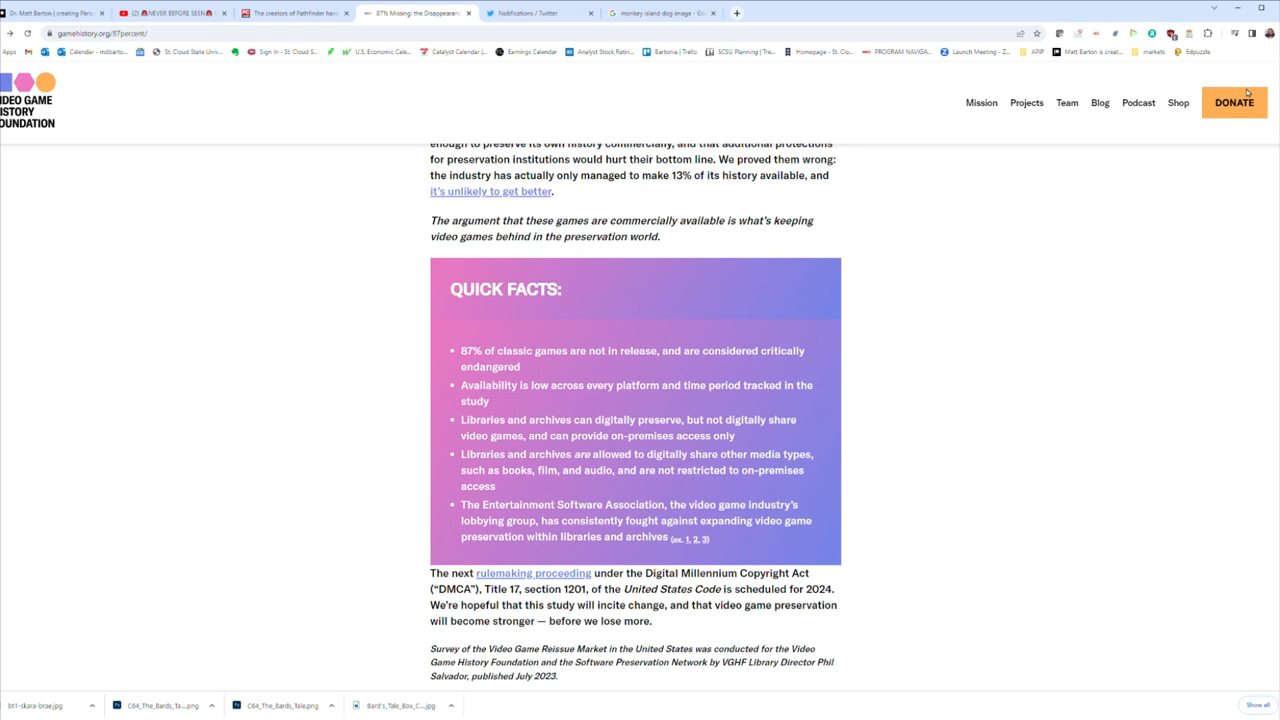 Dr. Matt Barton | creating Pers
(2) 🚨NEVER BEFORE SEEN🚨
The creators of Pathfinder have
87% Missing: the Disappearanc
Notifications / Twitter
monkey island dog image - Go
gamehistory.org/87percent/
Apps
Calendar - mdbarto...
St. Cloud State Univ...
Sign In - St. Cloud S...
U.S. Economic Cale...
Catalyst Calendar |...
Earnings Calendar
Analyst Stock Ratin...
Bartonia | Trello
SCSU Planning | Tre...
Homepage - St. Clo...
PROGRAM NAVIGA...
Launch Meeting - Z...
APIP
Matt Barton is creat...
markets
Edpuzzle
IDEO GAME
ISTORY
OUNDATION
Mission
Projects
Team
Blog
Podcast
Shop
DONATE
enough to preserve its own history commercially, and that additional protections
for preservation institutions would hurt their bottom line. We proved them wrong:
the industry has actually only managed to make 13% of its history available, and
it's unlikely to get better.
The argument that these games are commercially available is what's keeping
video games behind in the preservation world.
QUICK FACTS:
• 87% of classic games are not in release, and are considered critically
endangered
• Availability is low across every platform and time period tracked in the
study
• Libraries and archives can digitally preserve, but not digitally share
video games, and can provide on-premises access only
• Libraries and archives are allowed to digitally share other media types,
such as books, film, and audio, and are not restricted to on-premises
access
• The Entertainment Software Association, the video game industry's
lobbying group, has consistently fought against expanding video game
preservation within libraries and archives (ex. 1, 2, 3)
The next rulemaking proceeding under the Digital Millennium Copyright Act
("DMCA"), Title 17, section 1201, of the United States Code is scheduled for 2024.
We're hopeful that this study will incite change, and that video game preservation
will become stronger — before we lose more.
Survey of the Video Game Reissue Market in the United States was conducted for the Video
Game History Foundation and the Software Preservation Network by VGHF Library Director Phil
Salvador, published July 2023.
bt1-skara-brae.jpg
C64_The_Bards_Ta....png
C64_The_Bards_Tale.png
Bard's_Tale_Box_C....jpg
Show all